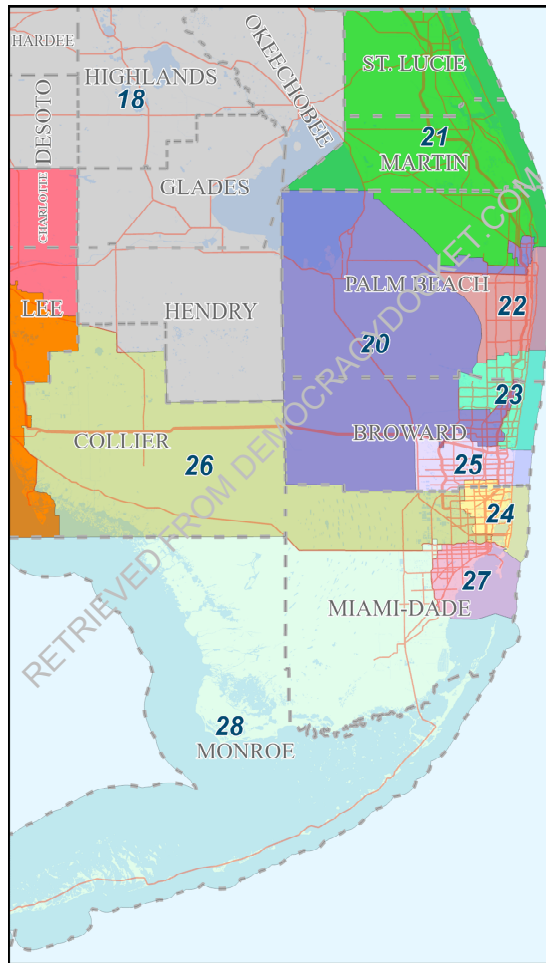 HARDEE
HIGHLANDS
18
OKEECHOBEE
ST. LUCIE
21
MARTIN
DESOTO
CHARLOTTE
GLADES
LEE
HENDRY
PALM BEACH
22
20
23
COLLIER
BROWARD
26
25
24
27
MIAMI-DADE
28
MONROE
RETRIEVED FROM DEMOCRACYDOCKET.COM